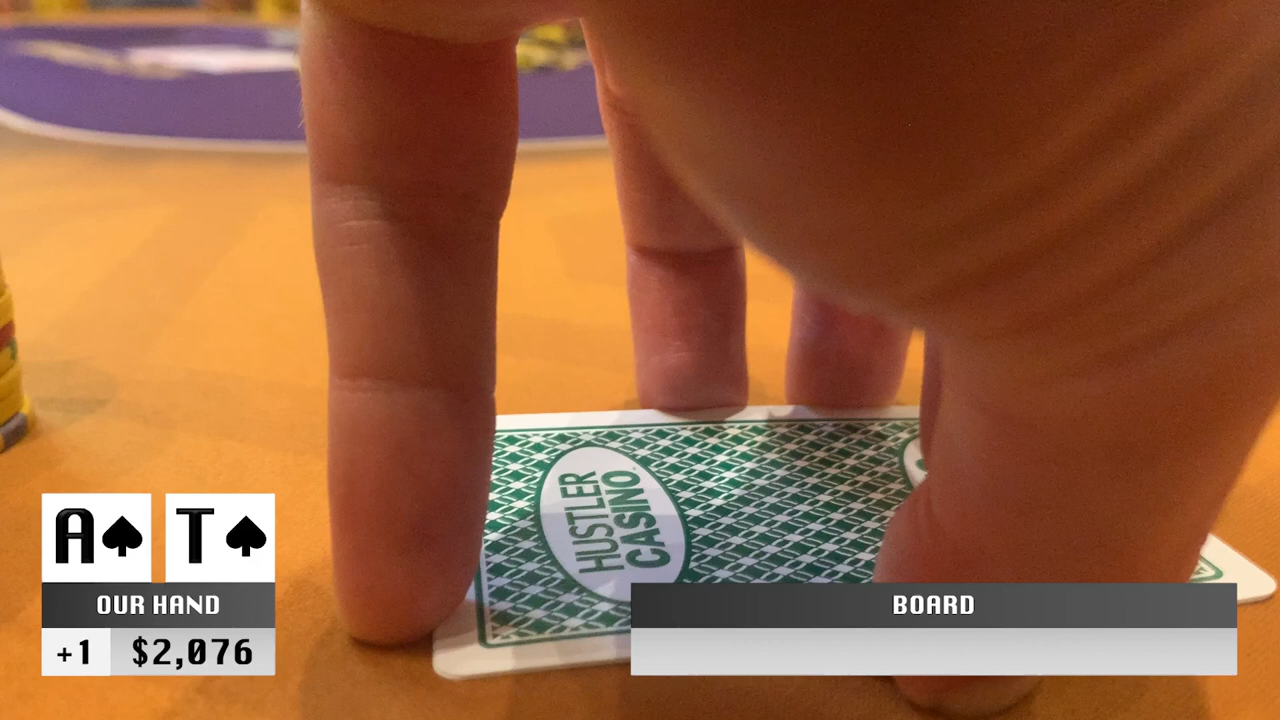 HUSTLER
CASINO
A♠ T♠
OUR HAND
+1 $2,076
BOARD